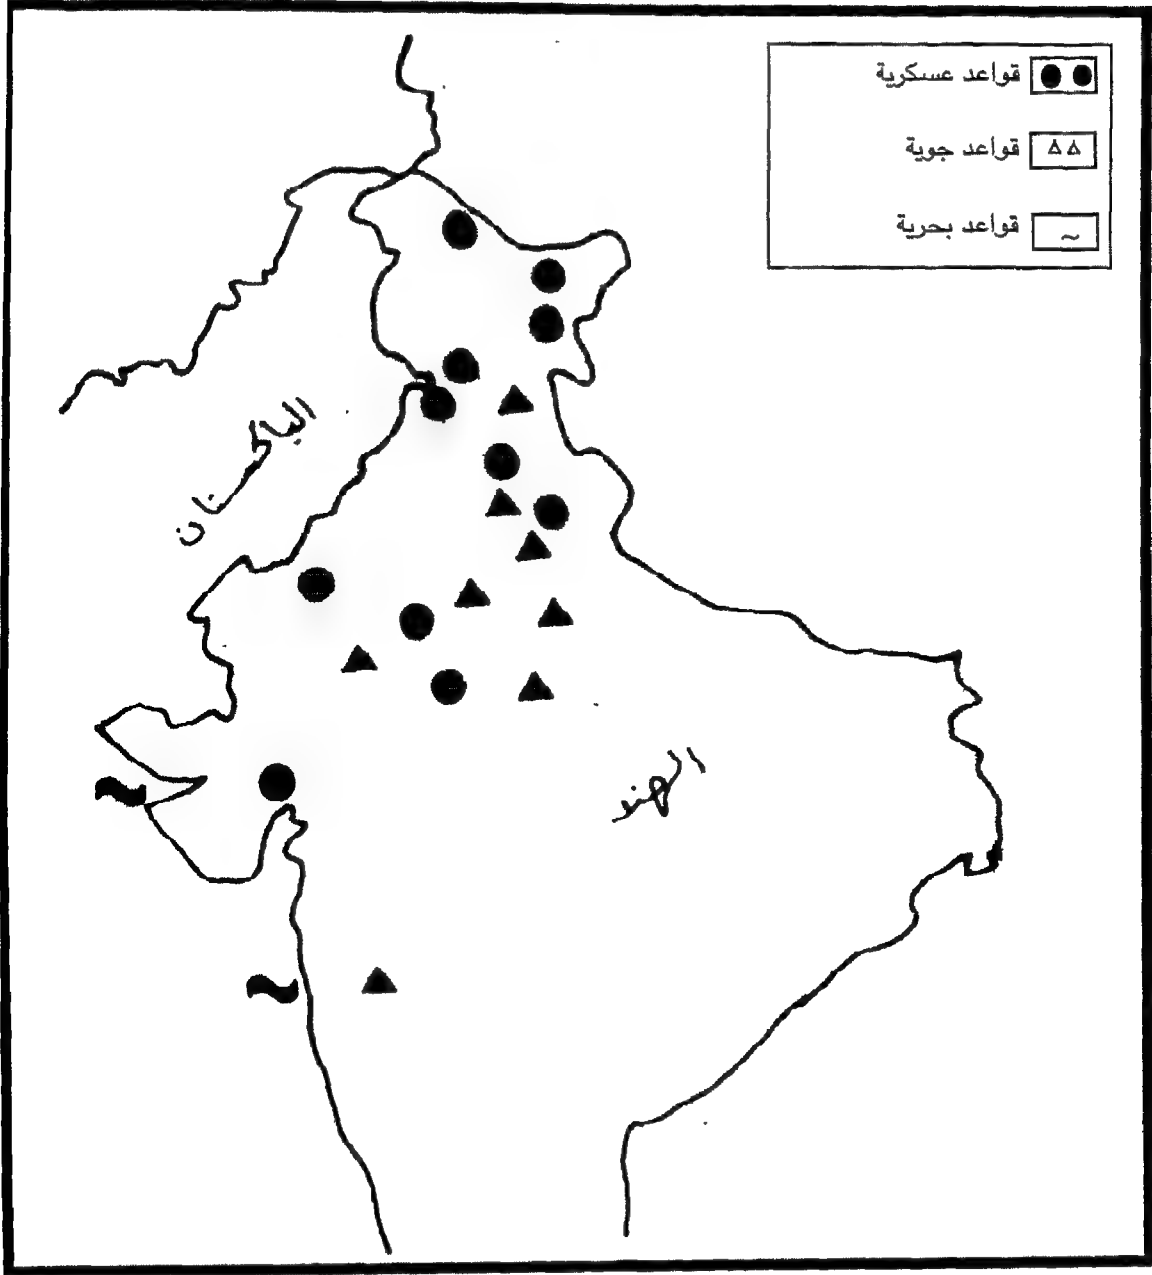 قواعد عسكرية
قواعد جوية
قواعد بحرية
الباكستان
الهند